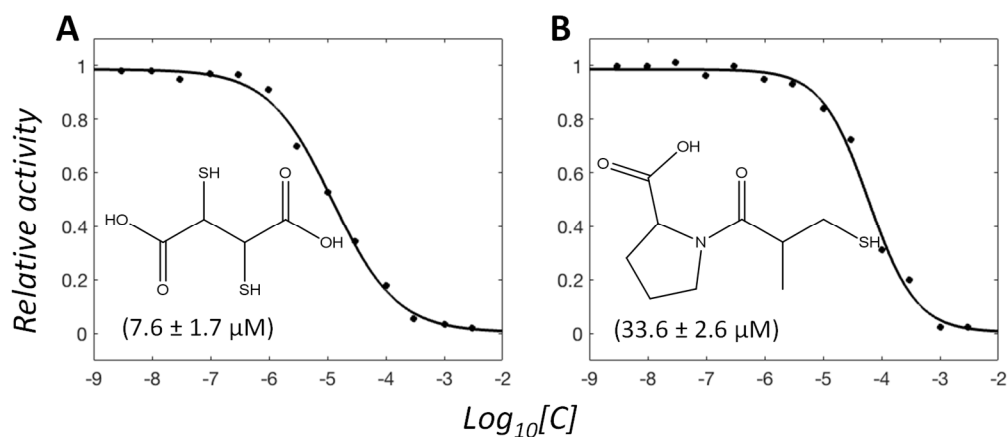 A
B
Relative activity
1
0.8
0.6
0.4
0.2
0
SH
O
HO
OH
O
SH
(7.6 ± 1.7 µM)
-9 -8 -7 -6 -5 -4 -3 -2
1
0.8
0.6
0.4
0.2
0
OH
O
O
N
SH
(33.6 ± 2.6 µM)
-9 -8 -7 -6 -5 -4 -3 -2
Log10[C]